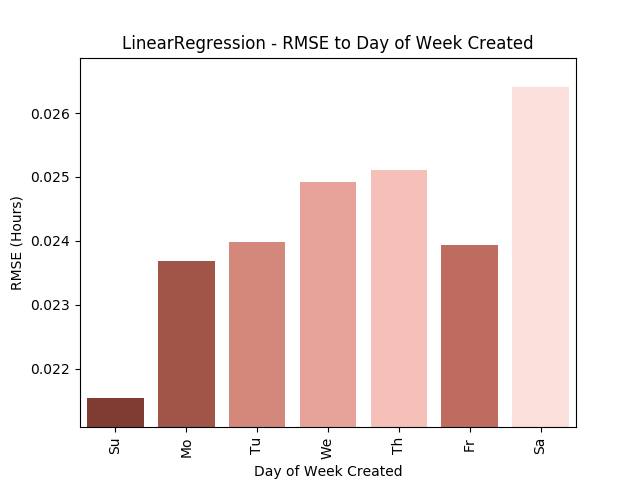 LinearRegression - RMSE to Day of Week Created
RMSE (Hours)
0.026
0.025
0.024
0.023
0.022
Su Mo Tu We Th Fr Sa
Day of Week Created